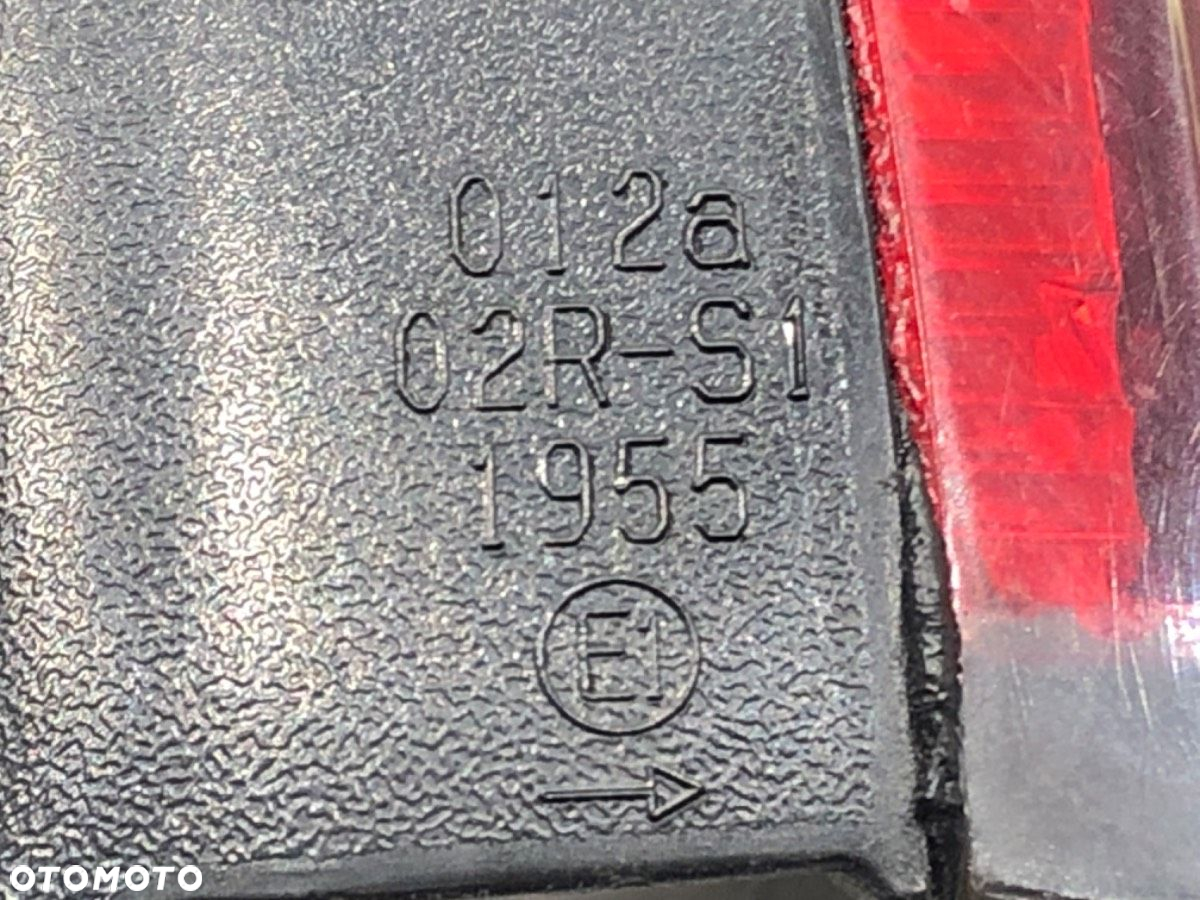 012a
02R-S1
1955
E1
→
OTOMOTO